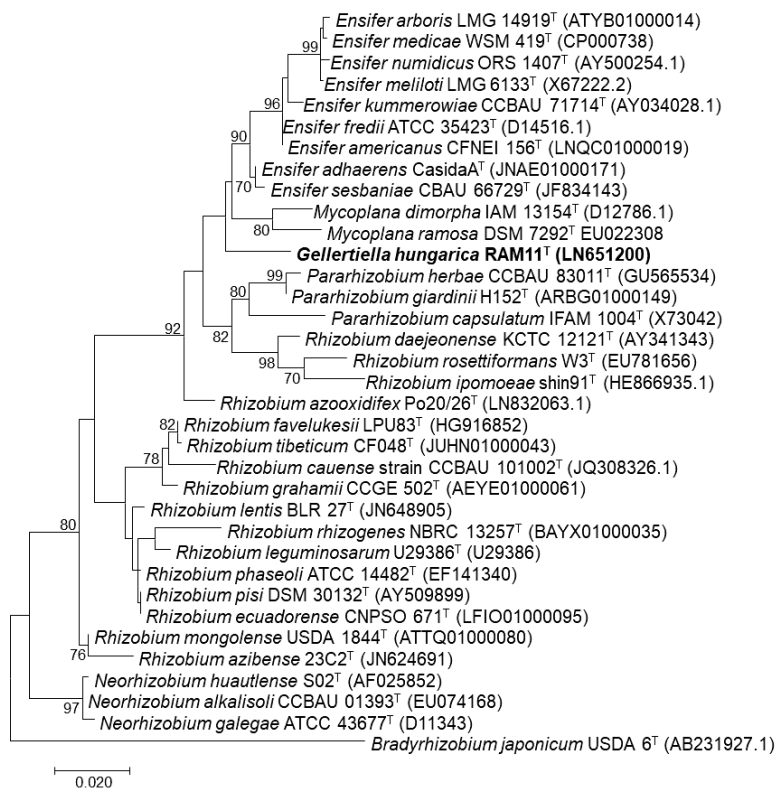 Ensifer arboris LMG 14919ᵀ (ATYB01000014)
Ensifer medicae WSM 419ᵀ (CP000738)
99
Ensifer numidicus ORS 1407ᵀ (AY500254.1)
Ensifer meliloti LMG 6133ᵀ (X67222.2)
96
Ensifer kummerowiae CCBAU 71714ᵀ (AY034028.1)
Ensifer fredii ATCC 35423ᵀ (D14516.1)
90
Ensifer americanus CFNEI 156ᵀ (LNQC01000019)
Ensifer adhaerens CasidaAᵀ (JNAE01000171)
70
Ensifer sesbaniae CBAU 66729ᵀ (JF834143)
Mycoplana dimorpha IAM 13154ᵀ (D12786.1)
80
Mycoplana ramosa DSM 7292ᵀ EU022308
Gellertiella hungarica RAM11ᵀ (LN651200)
99
Pararhizobium herbae CCBAU 83011ᵀ (GU565534)
80
Pararhizobium giardinii H152ᵀ (ARBG01000149)
Pararhizobium capsulatum IFAM 1004ᵀ (X73042)
92
82
Rhizobium daejeonense KCTC 12121ᵀ (AY341343)
98
Rhizobium rosettiformans W3ᵀ (EU781656)
70
Rhizobium ipomoeae shin91ᵀ (HE866935.1)
Rhizobium azooxidifex Po20/26ᵀ (LN832063.1)
82
Rhizobium favelukesii LPU83ᵀ (HG916852)
Rhizobium tibeticum CF048ᵀ (JUHN01000043)
78
Rhizobium cauense strain CCBAU 101002ᵀ (JQ308326.1)
Rhizobium grahamii CCGE 502ᵀ (AEYE01000061)
Rhizobium lentis BLR 27ᵀ (JN648905)
80
Rhizobium rhizogenes NBRC 13257ᵀ (BAYX01000035)
Rhizobium leguminosarum U29386ᵀ (U29386)
Rhizobium phaseoli ATCC 14482ᵀ (EF141340)
Rhizobium pisi DSM 30132ᵀ (AY509899)
Rhizobium ecuadorense CNPSO 671ᵀ (LFIO01000095)
Rhizobium mongolense USDA 1844ᵀ (ATTQ01000080)
76
Rhizobium azibense 23C2ᵀ (JN624691)
Neorhizobium huautlense S02ᵀ (AF025852)
Neorhizobium alkalisoli CCBAU 01393ᵀ (EU074168)
97
Neorhizobium galegae ATCC 43677ᵀ (D11343)
Bradyrhizobium japonicum USDA 6ᵀ (AB231927.1)
0.020